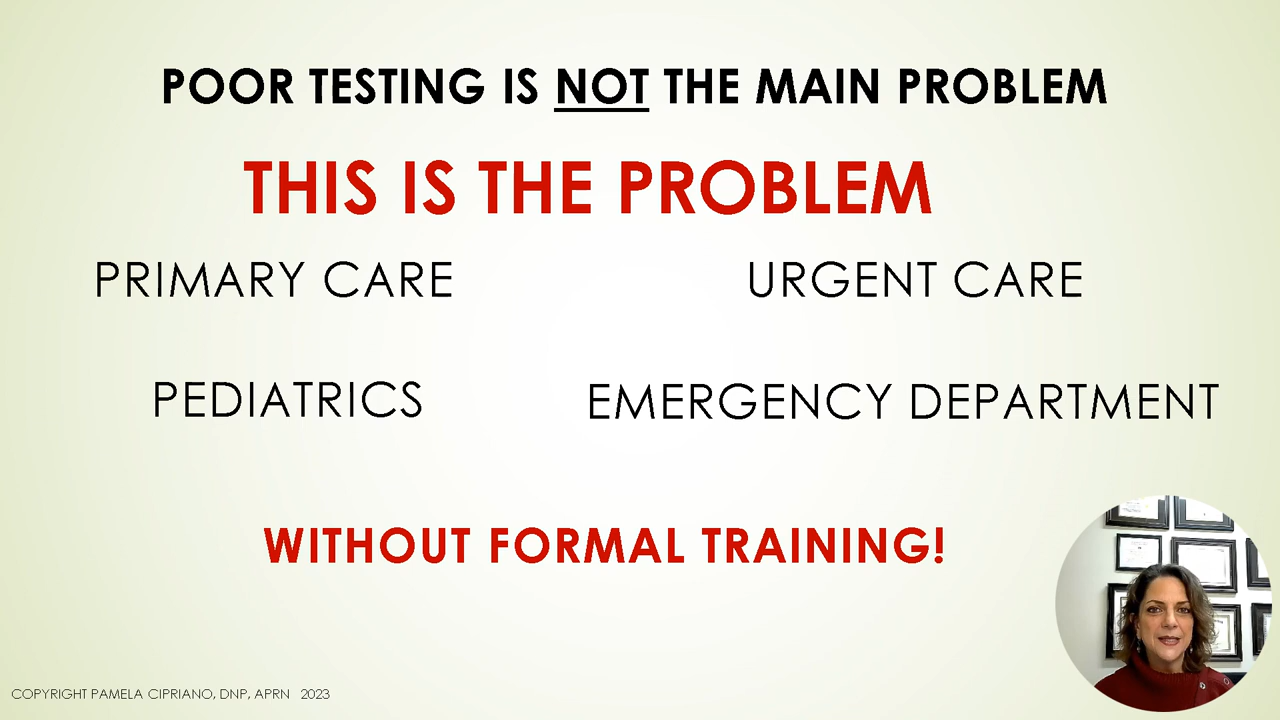 POOR TESTING IS NOT THE MAIN PROBLEM
THIS IS THE PROBLEM
PRIMARY CARE
URGENT CARE
PEDIATRICS
EMERGENCY DEPARTMENT
WITHOUT FORMAL TRAINING!
COPYRIGHT PAMELA CIPRIANO, DNP, APRN 2023